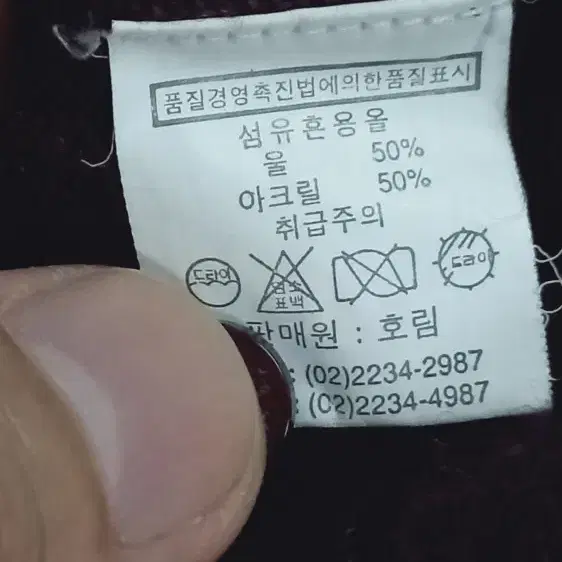 품질경영촉진법에의한품질표시
섬유혼용율
울 50%
아크릴 50%
취급주의
드라이 염소 표백 드라이
판매원 : 호림
: (02)2234-2987
: (02)2234-4987